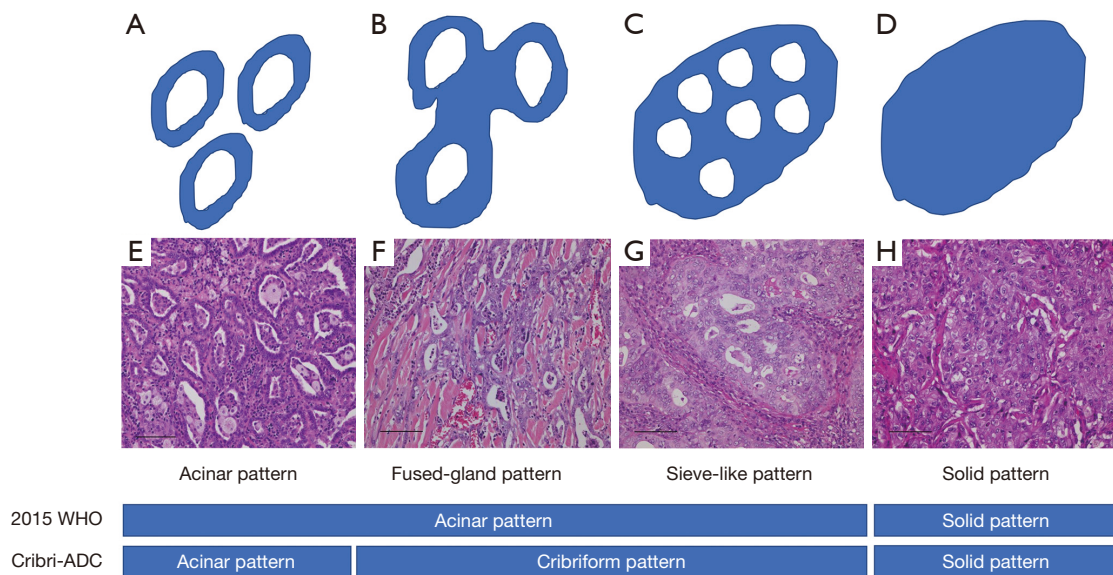 A B C D
E F G H
Acinar pattern Fused-gland pattern Sieve-like pattern Solid pattern
2015 WHO Acinar pattern Solid pattern
Cribri-ADC Acinar pattern Cribriform pattern Solid pattern